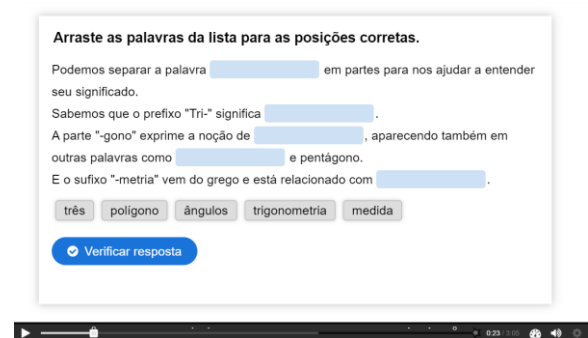 Arraste as palavras da lista para as posições corretas.
Podemos separar a palavra em partes para nos ajudar a entender
seu significado.
Sabemos que o prefixo "Tri-" significa .
A parte "-gono" exprime a noção de , aparecendo também em
outras palavras como e pentágono.
E o sufixo "-metria" vem do grego e está relacionado com .
três polígono ângulos trigonometria medida
Verificar resposta
0:23 / 3:05